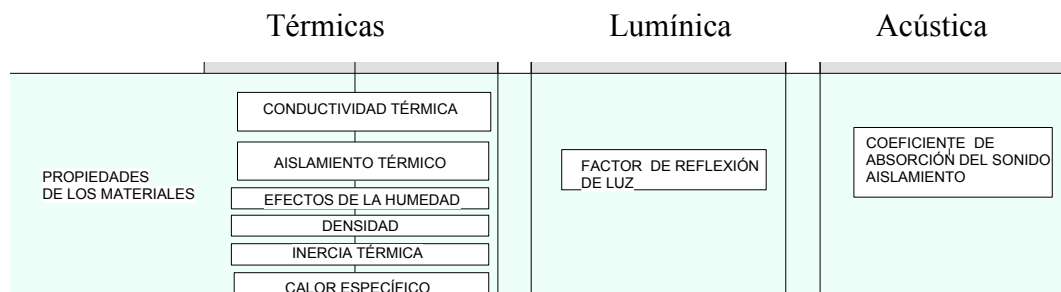 Térmicas
Lumínica
Acústica
PROPIEDADES
DE LOS MATERIALES
CONDUCTIVIDAD TÉRMICA
AISLAMIENTO TÉRMICO
EFECTOS DE LA HUMEDAD
DENSIDAD
INERCIA TÉRMICA
CALOR ESPECÍFICO
FACTOR DE REFLEXIÓN
DE LUZ
COEFICIENTE DE
ABSORCIÓN DEL SONIDO
AISLAMIENTO